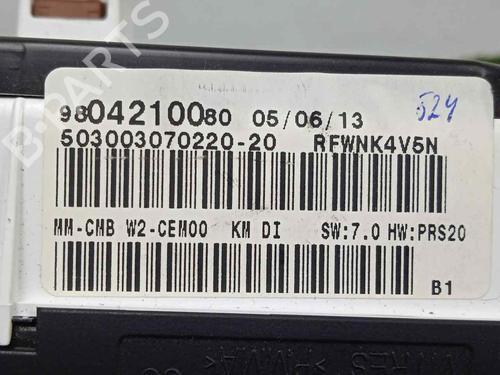 9804210080 05/06/13
524
503003070220-20 RFWNK4V5N
MM-CMB W2-CEM00 KM DI SW:7.0 HW:PRS20
B1
B-PARTS